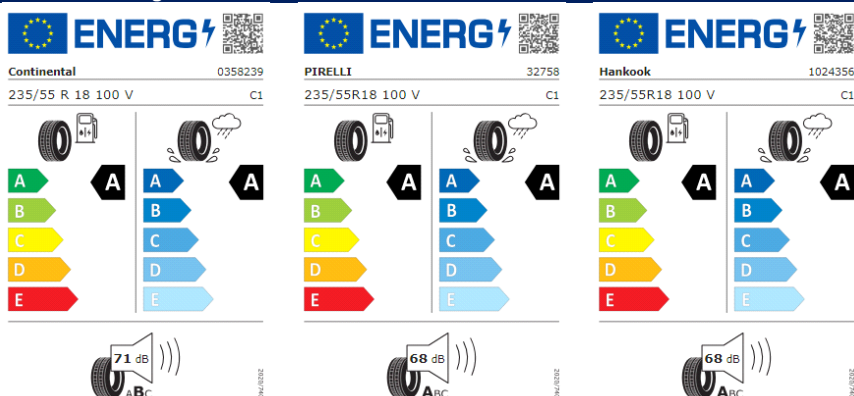 ENERG
Continental 0358239
235/55 R 18 100 V C1
A A A A
B B
C C
D D
E E
71 dB
ABC
ENERG
PIRELLI 32758
235/55R18 100 V C1
A A A A
B B
C C
D D
E E
68 dB
ABC
ENERG
Hankook 1024356
235/55R18 100 V C1
A A A A
B B
C C
D D
E E
68 dB
ABC